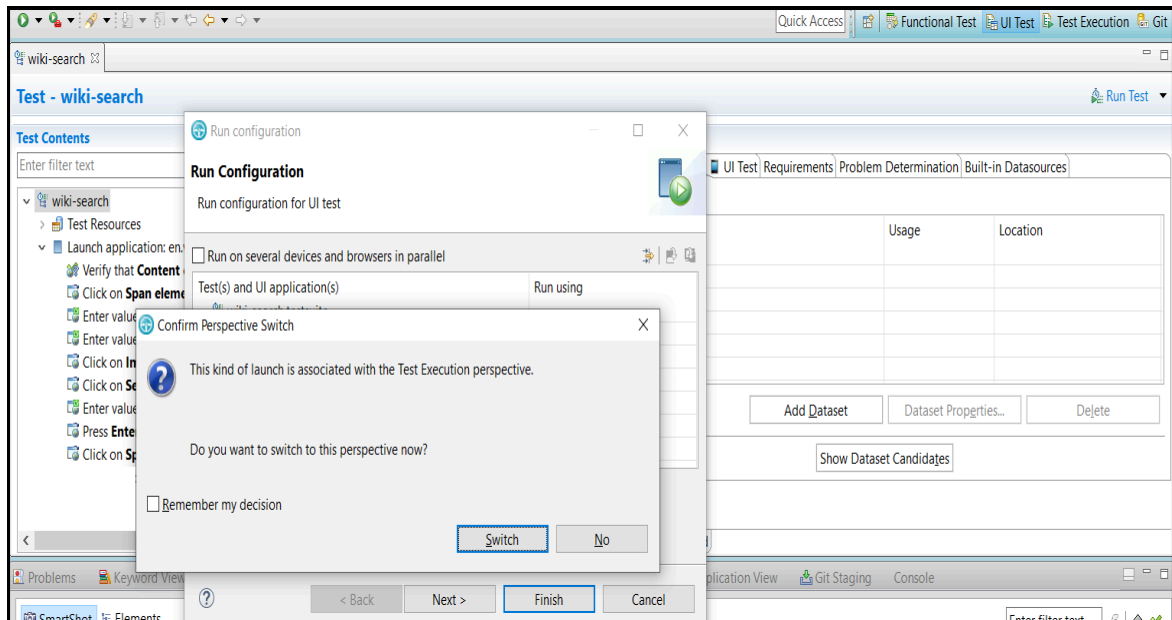 Quick Access
Functional Test
UI Test
Test Execution
Git
wiki-search
Test - wiki-search
Run Test
Test Contents
Enter filter text
wiki-search
Test Resources
Launch application: en.
Verify that Content
Click on Span eleme
Enter value
Enter value
Click on In
Click on Se
Enter value
Press Ente
Click on Sp
UI Test
Requirements
Problem Determination
Built-in Datasources
Usage
Location
Add Dataset
Dataset Properties...
Delete
Show Dataset Candidates
Run configuration
Run Configuration
Run configuration for UI test
Run on several devices and browsers in parallel
Test(s) and UI application(s)
Run using
Confirm Perspective Switch
This kind of launch is associated with the Test Execution perspective.
Do you want to switch to this perspective now?
Remember my decision
Switch
No
< Back
Next >
Finish
Cancel
Problems
Keyword View
plication View
Git Staging
Console
SmartShot
Elements
Enter filter text